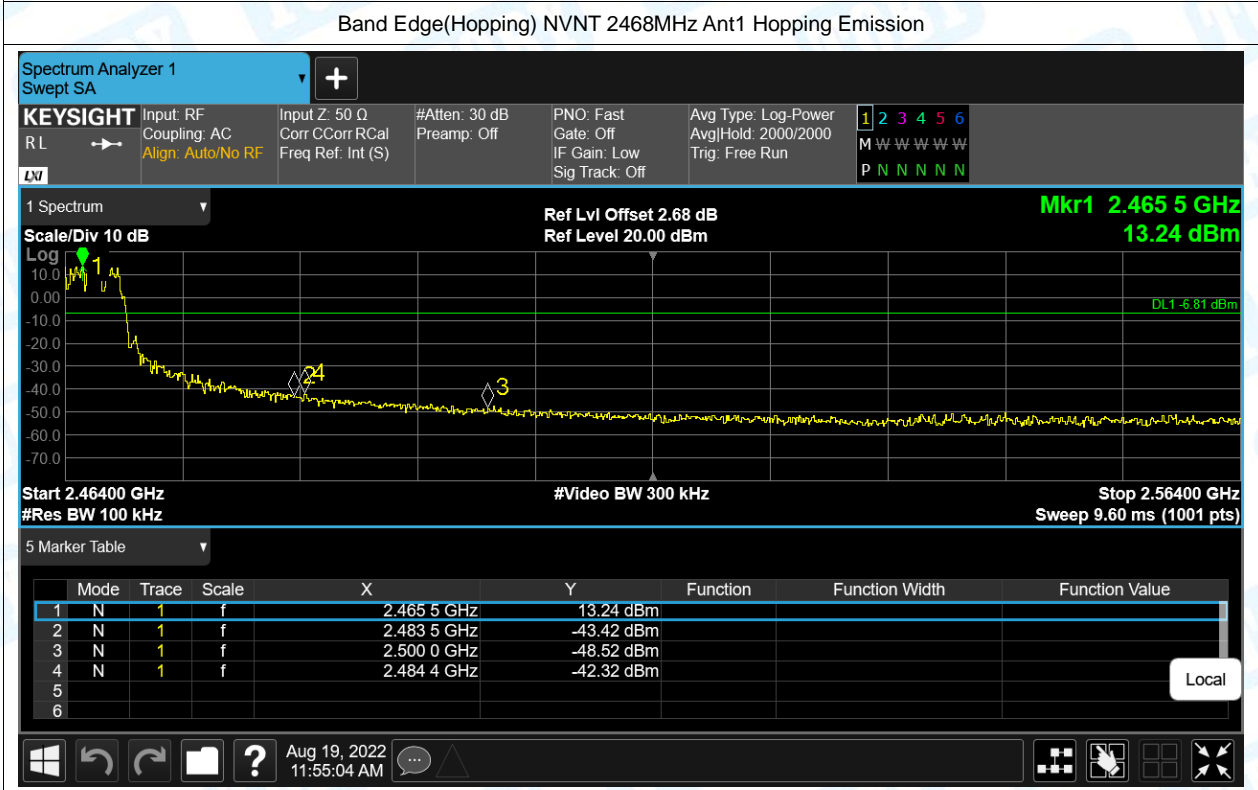 Band Edge(Hopping) NVNT 2468MHz Ant1 Hopping Emission
Spectrum Analyzer 1
Swept SA
+
KEYSIGHT
R L
LXI
Input: RF
Coupling: AC
Align: Auto/No RF
Input Z: 50 Ω
Corr CCorr RCal
Freq Ref: Int (S)
#Atten: 30 dB
Preamp: Off
PNO: Fast
Gate: Off
IF Gain: Low
Sig Track: Off
Avg Type: Log-Power
Avg|Hold: 2000/2000
Trig: Free Run
1 2 3 4 5 6
M W W W W W
P N N N N N
1 Spectrum
Scale/Div 10 dB
Ref Lvl Offset 2.68 dB
Ref Level 20.00 dBm
Mkr1 2.465 5 GHz
13.24 dBm
Log
1
10.0
0.00
DL1 -6.81 dBm
-10.0
-20.0
-30.0
24
-40.0
3
-50.0
-60.0
-70.0
Start 2.46400 GHz
#Video BW 300 kHz
Stop 2.56400 GHz
#Res BW 100 kHz
Sweep 9.60 ms (1001 pts)
5 Marker Table
Mode Trace Scale X Y Function Function Width Function Value
1 N 1 f 2.465 5 GHz 13.24 dBm
2 N 1 f 2.483 5 GHz -43.42 dBm
3 N 1 f 2.500 0 GHz -48.52 dBm
4 N 1 f 2.484 4 GHz -42.32 dBm
5
6
Local
?
Aug 19, 2022
11:55:04 AM